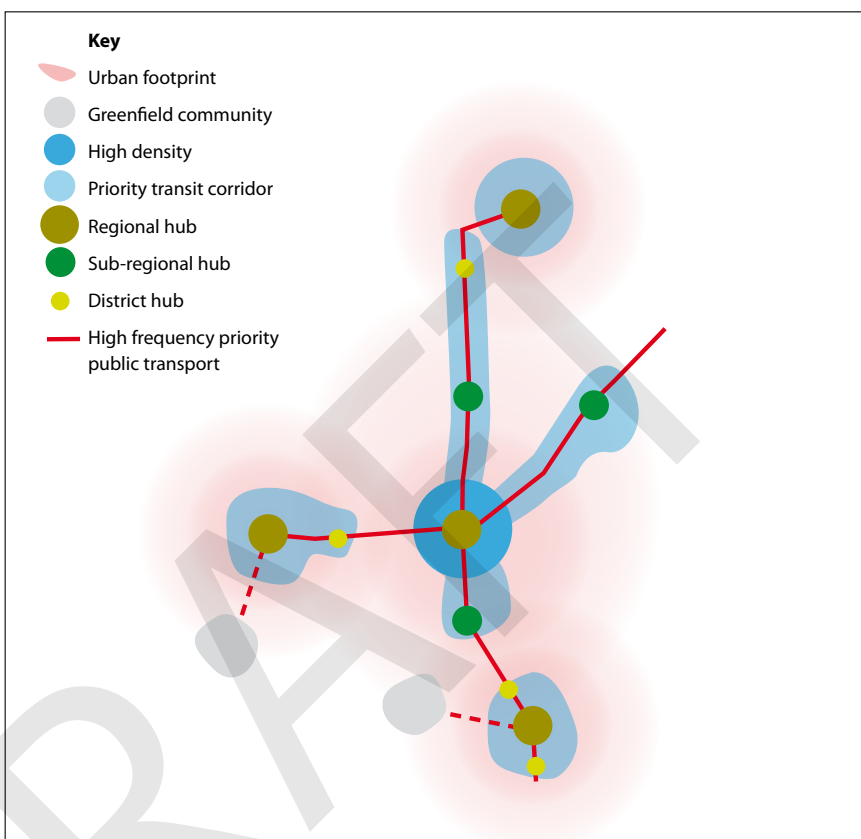 Key
Urban footprint
Greenfield community
High density
Priority transit corridor
Regional hub
Sub-regional hub
District hub
High frequency priority
public transport
DRAFT